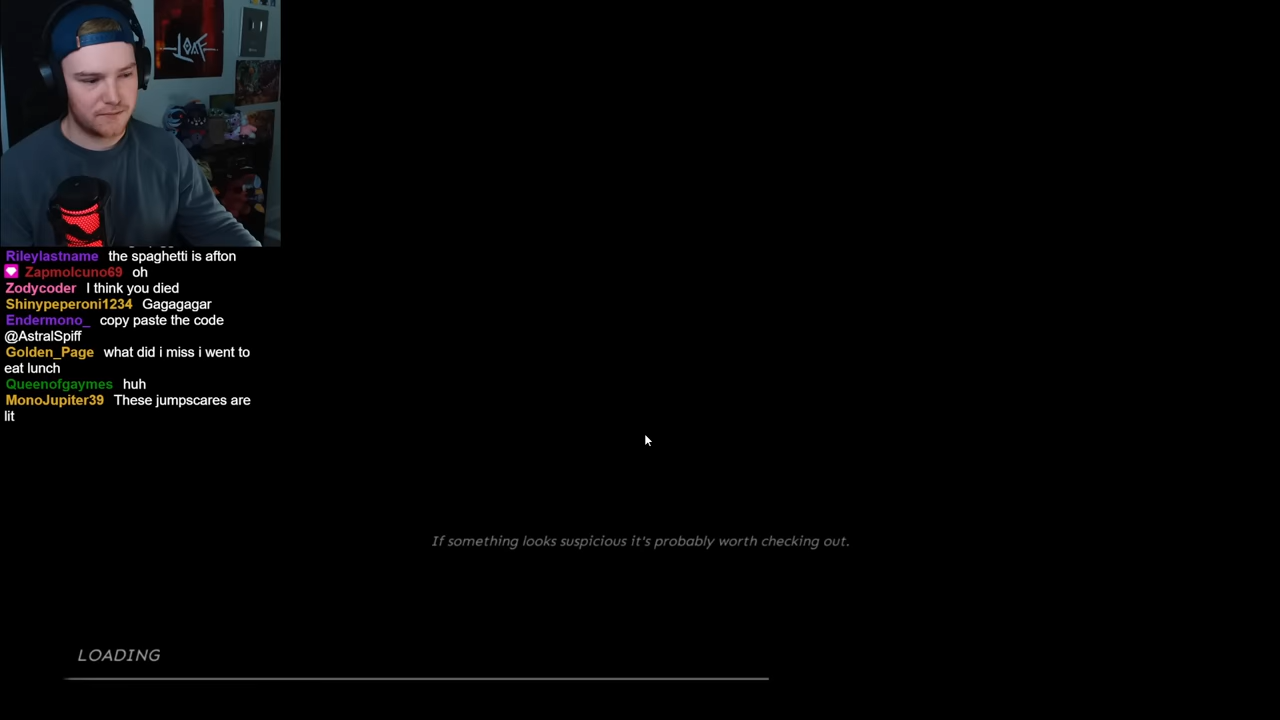 LOAF
Rileylastname the spaghetti is afton
Zapmolcuno69 oh
Zodycoder I think you died
Shinypeperoni1234 Gagagagar
Endermono_ copy paste the code
@AstralSpiff
Golden_Page what did i miss i went to
eat lunch
Queenofgaymes huh
MonoJupiter39 These jumpscares are
lit
If something looks suspicious it's probably worth checking out.
LOADING